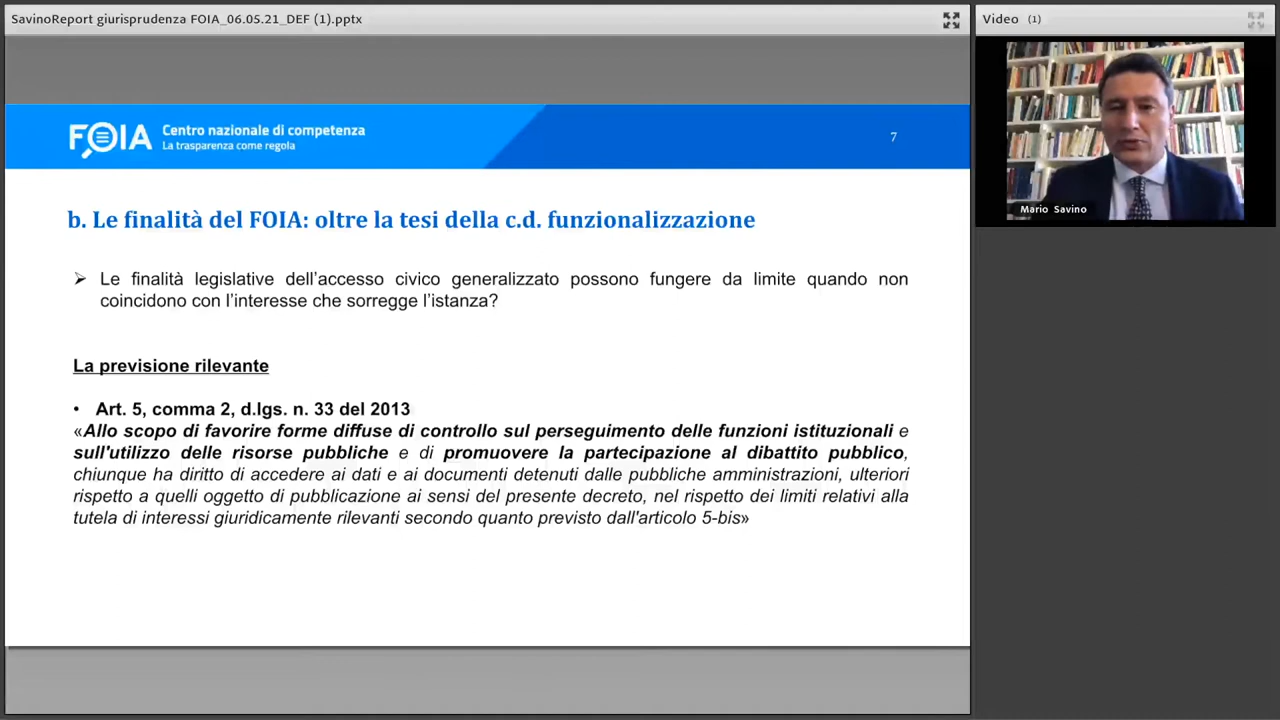 SavinoReport giurisprudenza FOIA_06.05.21_DEF (1).pptx
Video (1)
FOIA
Centro nazionale di competenza
La trasparenza come regola
7
Mario Savino
b. Le finalità del FOIA: oltre la tesi della c.d. funzionalizzazione
➢ Le finalità legislative dell’accesso civico generalizzato possono fungere da limite quando non
coincidono con l’interesse che sorregge l’istanza?
La previsione rilevante
• Art. 5, comma 2, d.lgs. n. 33 del 2013
«Allo scopo di favorire forme diffuse di controllo sul perseguimento delle funzioni istituzionali e
sull'utilizzo delle risorse pubbliche e di promuovere la partecipazione al dibattito pubblico,
chiunque ha diritto di accedere ai dati e ai documenti detenuti dalle pubbliche amministrazioni, ulteriori
rispetto a quelli oggetto di pubblicazione ai sensi del presente decreto, nel rispetto dei limiti relativi alla
tutela di interessi giuridicamente rilevanti secondo quanto previsto dall'articolo 5-bis»